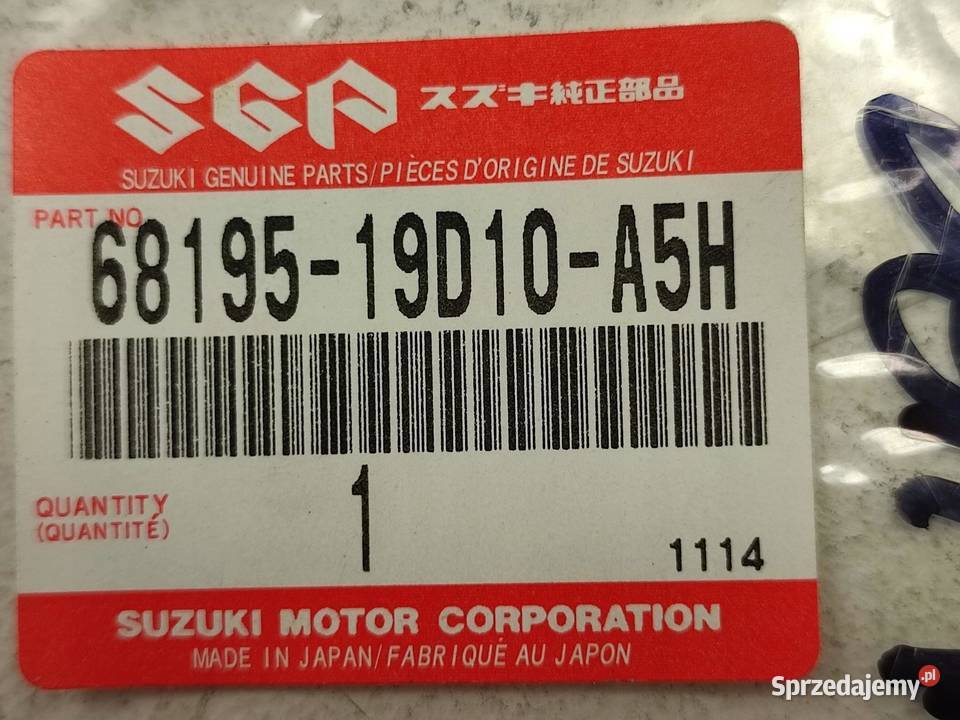 SGP スズキ純正部品
SUZUKI GENUINE PARTS/PIÈCES D'ORIGINE DE SUZUKI
PART NO.
68195-19D10-A5H
QUANTITY 1
(QUANTITÉ)
1114
SUZUKI MOTOR CORPORATION
MADE IN JAPAN/FABRIQUÉ AU JAPON
Sprzedajemy.pl